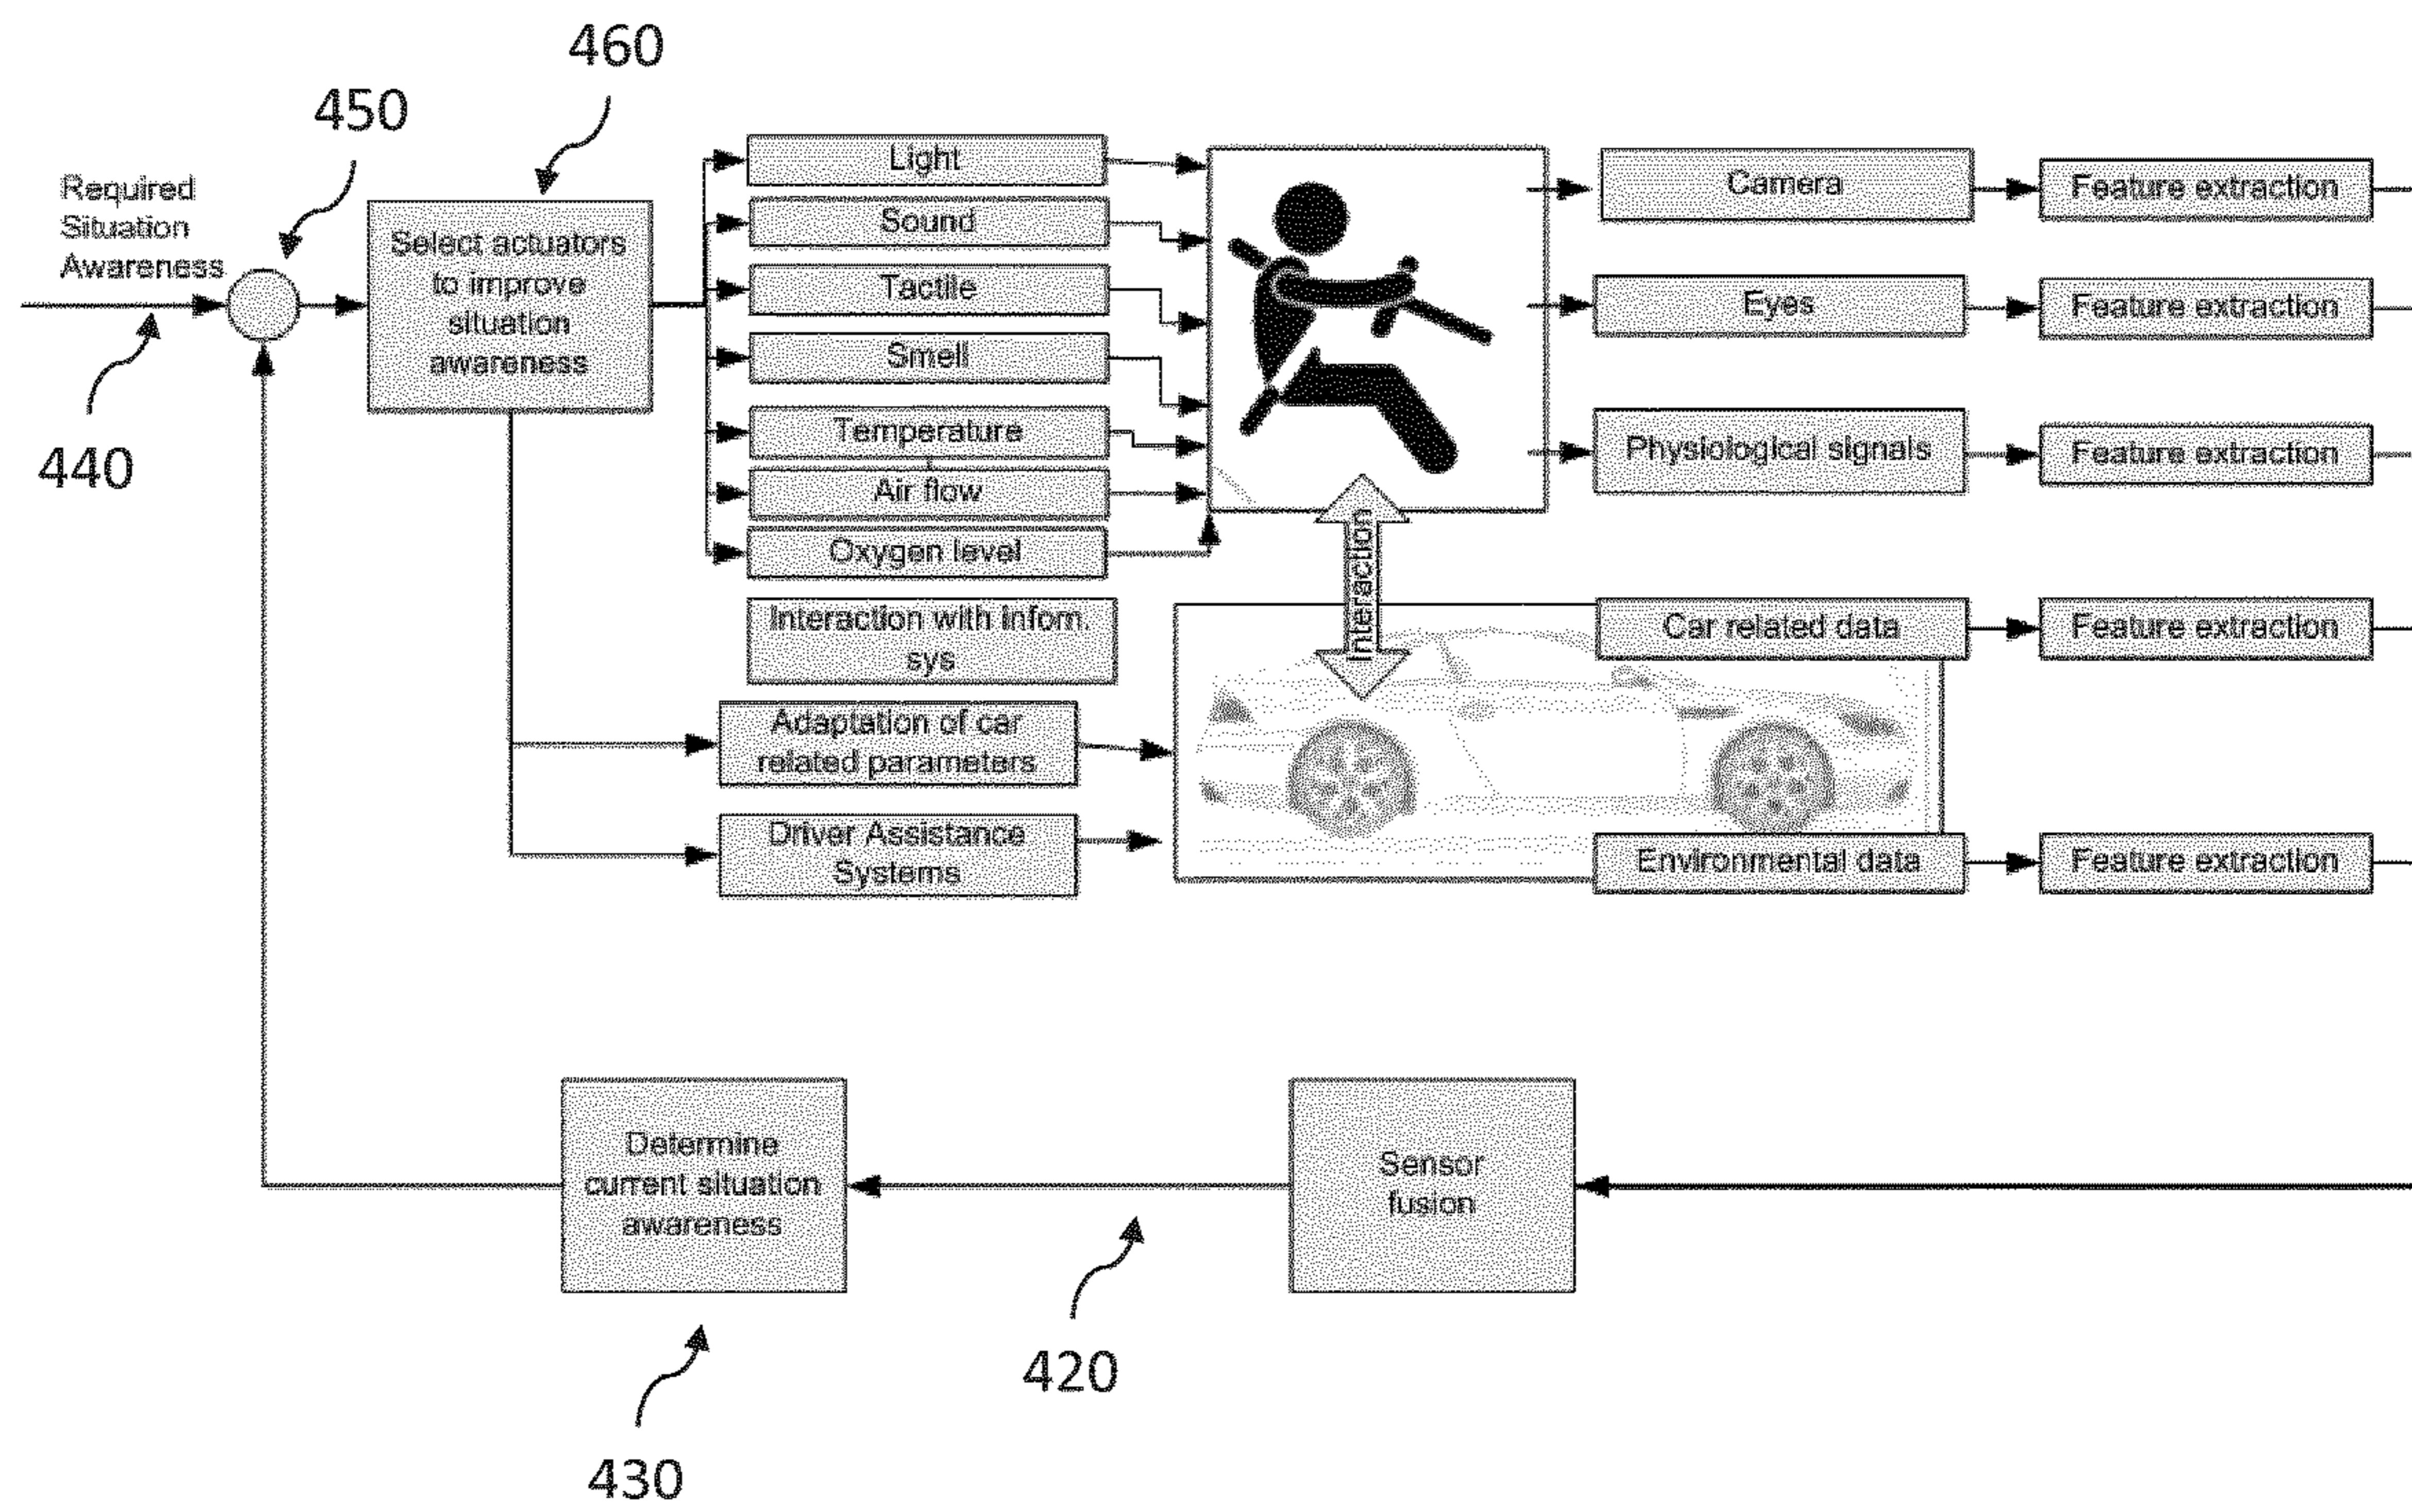 460
450
Required
Situation
Awareness
440
Select actuators
to improve
situation
awareness
Light
Sound
Tactile
Smell
Temperature
Air flow
Oxygen level
Interaction with inform.
sys
Adaptation of car
related parameters
Driver Assistance
Systems
Interaction
Camera
Feature extraction
Eyes
Feature extraction
Physiological signals
Feature extraction
Car related data
Feature extraction
Environmental data
Feature extraction
Determine
current situation
awareness
Sensor
fusion
420
430